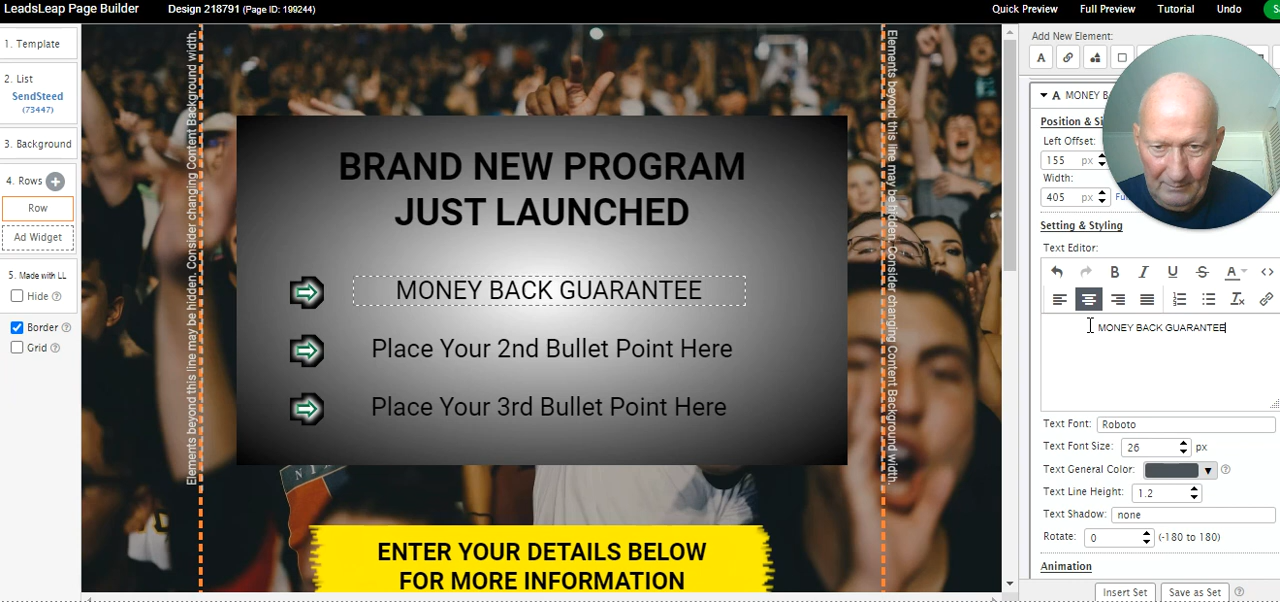 LeadsLeap Page Builder
Design 218791 (Page ID: 199244)
Quick Preview
Full Preview
Tutorial
Undo
1. Template
2. List
SendSteed
(73447)
3. Background
4. Rows
Row
Ad Widget
5. Made with LL
Hide
Border
Grid
Elements beyond this line may be hidden. Consider changing Content Background width.
BRAND NEW PROGRAM
JUST LAUNCHED
MONEY BACK GUARANTEE
Place Your 2nd Bullet Point Here
Place Your 3rd Bullet Point Here
ENTER YOUR DETAILS BELOW
FOR MORE INFORMATION
Elements beyond this line may be hidden. Consider changing Content Background width.
Add New Element:
A
A MONEY
Position &
Left Offset:
155 px
Width:
405 px
Setting & Styling
Text Editor:
B I U S A <>
MONEY BACK GUARANTEE
Text Font: Roboto
Text Font Size: 26 px
Text General Color:
Text Line Height: 1.2
Text Shadow: none
Rotate: 0 (-180 to 180)
Animation
Insert Set
Save as Set